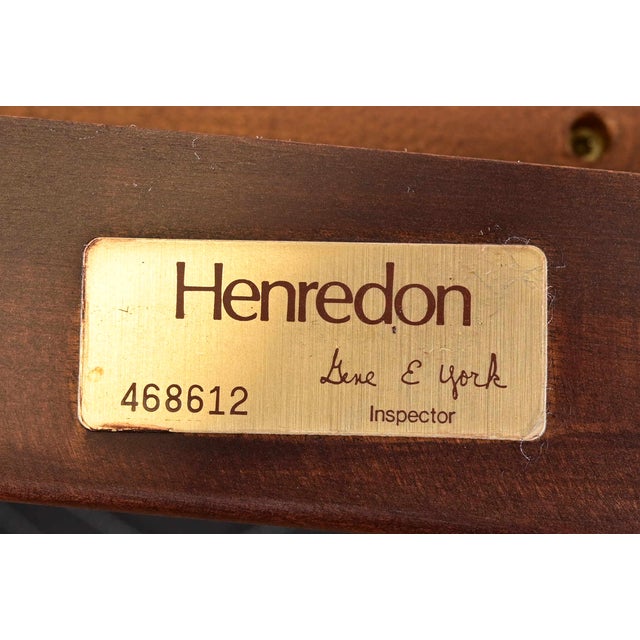 Henredon
Gene E York
468612
Inspector